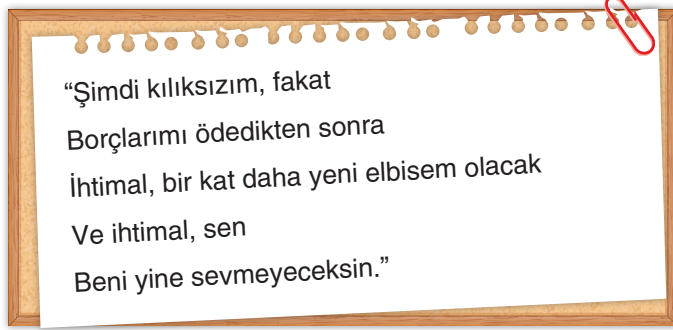 “Şimdi kılıksızım, fakat
Borçlarımı ödedikten sonra
İhtimal, bir kat daha yeni elbisem olacak
Ve ihtimal, sen
Beni yine sevmeyeceksin.”